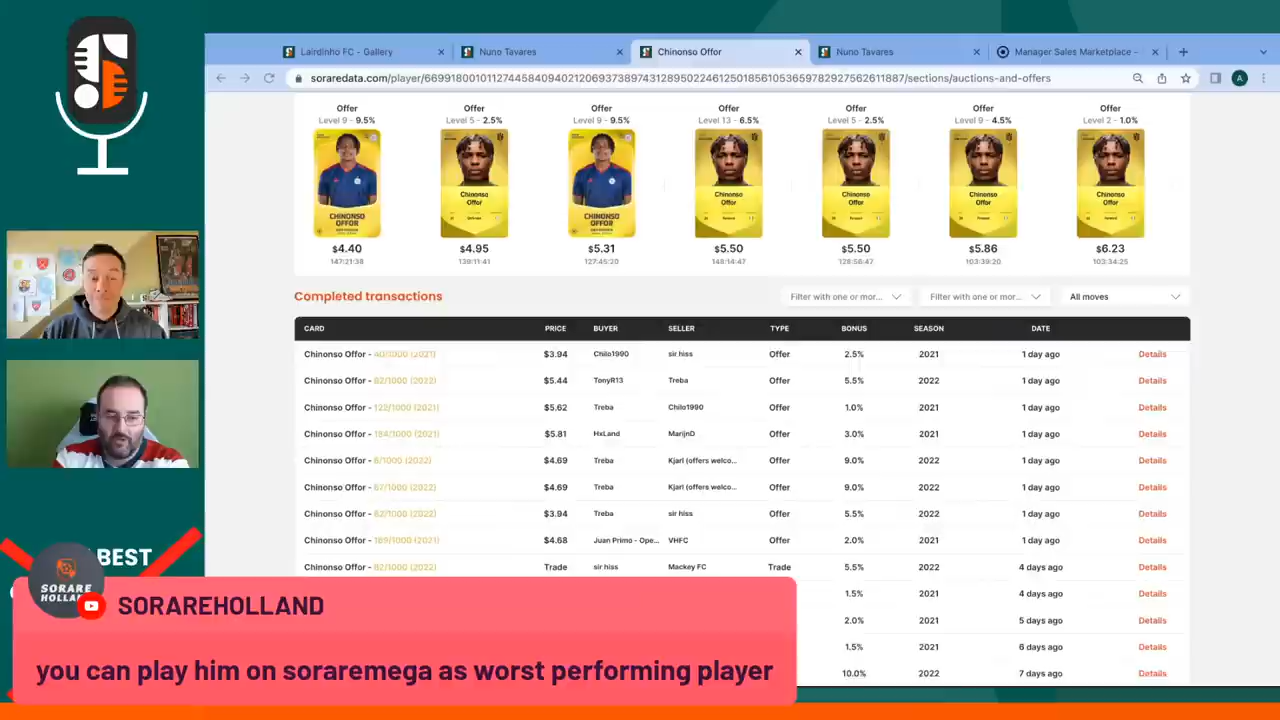 Lairdinho FC - Gallery
Nuno Tavares
Chinonso Offor
Nuno Tavares
Manager Sales Marketplace -
soraredata.com/player/66991800101127445840940212069373897431289502246125018561053659782927562611887/sections/auctions-and-offers
A
Offer Offer Offer Offer Offer Offer Offer
Level 9 - 9.5% Level 5 - 2.5% Level 9 - 9.5% Level 13 - 6.5% Level 5 - 2.5% Level 9 - 4.5% Level 2 - 1.0%
CHINONSO OFFOR
Chinonso Offor
CHINONSO OFFOR
Chinonso Offor
Chinonso Offor
Chinonso Offor
Chinonso Offor
$4.40 $4.95 $5.31 $5.50 $5.50 $5.86 $6.23
147:21:38 139:11:41 127:45:20 148:14:47 128:56:47 103:39:20 103:34:25
Completed transactions
Filter with one or mor... Filter with one or mor... All moves
CARD PRICE BUYER SELLER TYPE BONUS SEASON DATE
Chinonso Offor - 40/1000 (2021) $3.94 Chilo1990 sir hiss Offer 2.5% 2021 1 day ago Details
Chinonso Offor - 82/1000 (2022) $5.44 TonyR13 Treba Offer 5.5% 2022 1 day ago Details
Chinonso Offor - 122/1000 (2021) $5.62 Treba Chilo1990 Offer 1.0% 2021 1 day ago Details
Chinonso Offor - 184/1000 (2021) $5.81 HxLand MarijnD Offer 3.0% 2021 1 day ago Details
Chinonso Offor - 6/1000 (2022) $4.69 Treba Kjarl (offers welco... Offer 9.0% 2022 1 day ago Details
Chinonso Offor - 67/1000 (2022) $4.69 Treba Kjarl (offers welco... Offer 9.0% 2022 1 day ago Details
Chinonso Offor - 62/1000 (2022) $3.94 Treba sir hiss Offer 5.5% 2022 1 day ago Details
Chinonso Offor - 189/1000 (2021) $4.68 Juan Primo - Ope... VHFC Offer 2.0% 2021 1 day ago Details
Chinonso Offor - 82/1000 (2022) Trade sir hiss Mackey FC Trade 5.5% 2022 4 days ago Details
1.5% 2021 4 days ago Details
2.0% 2021 5 days ago Details
1.5% 2021 6 days ago Details
10.0% 2022 7 days ago Details
BEST
SORARE
HOLLAND
SORAREHOLLAND
you can play him on soraremega as worst performing player